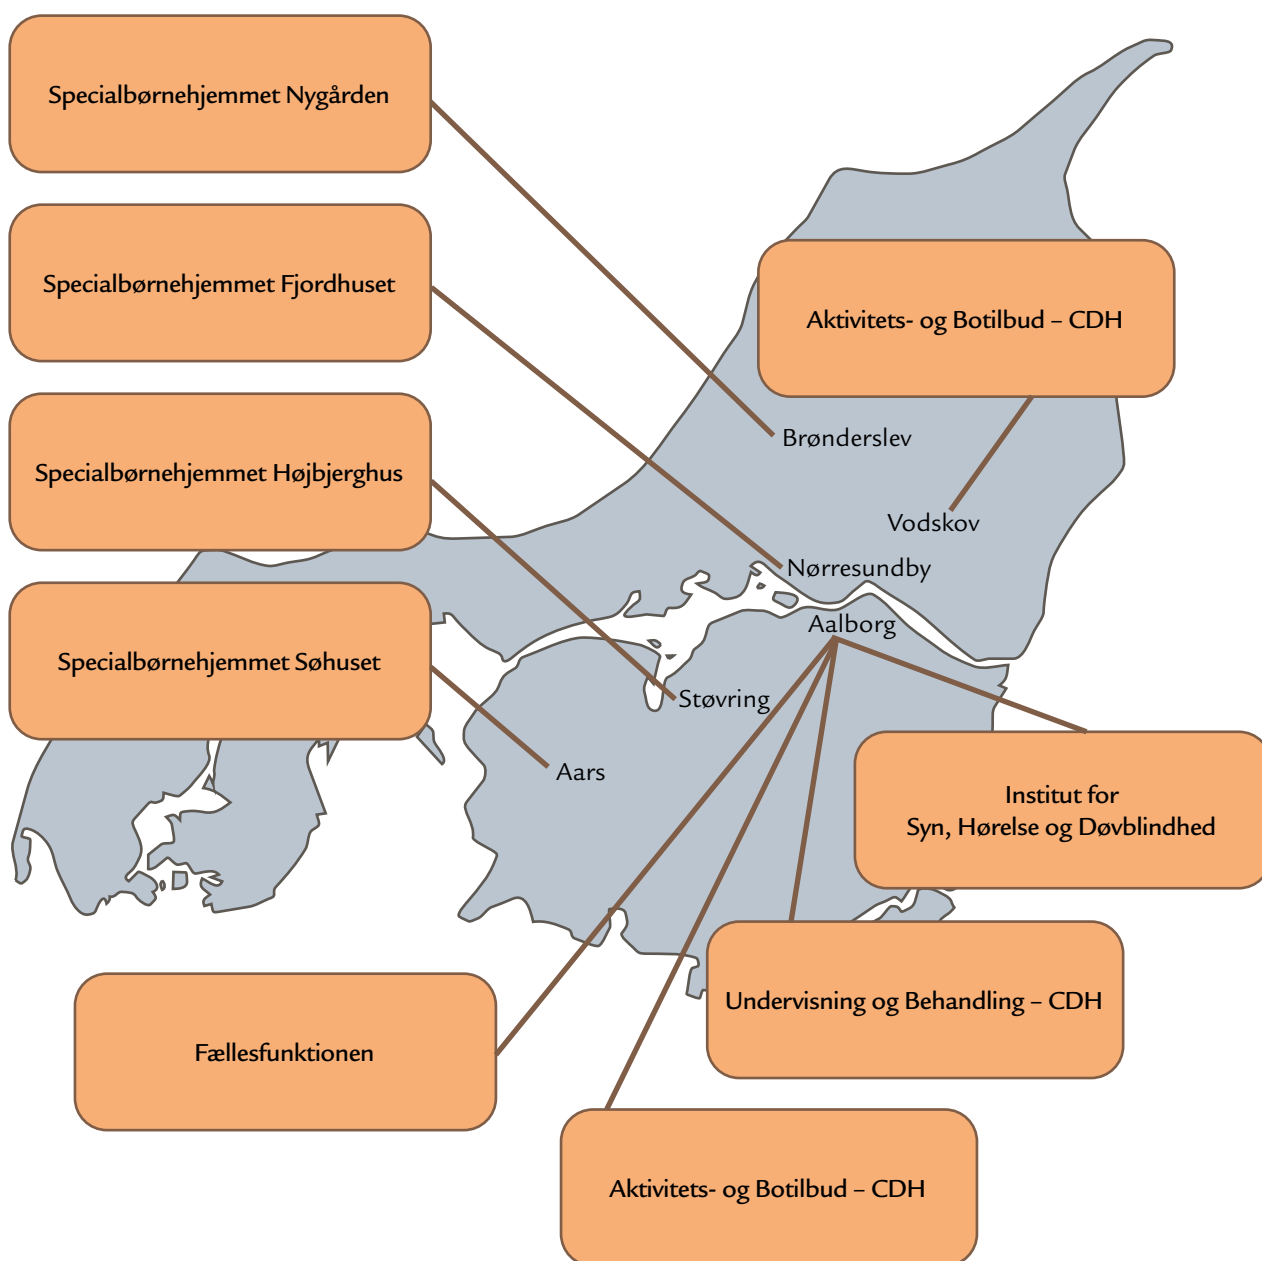 Specialbørnehjemmet Nygården
Specialbørnehjemmet Fjordhuset
Aktivitets- og Botilbud – CDH
Brønderslev
Specialbørnehjemmet Højbjerghus
Vodskov
Nørresundby
Aalborg
Specialbørnehjemmet Søhuset
Støvring
Aars
Institut for
Syn, Hørelse og Døvblindhed
Undervisning og Behandling – CDH
Fællesfunktionen
Aktivitets- og Botilbud – CDH